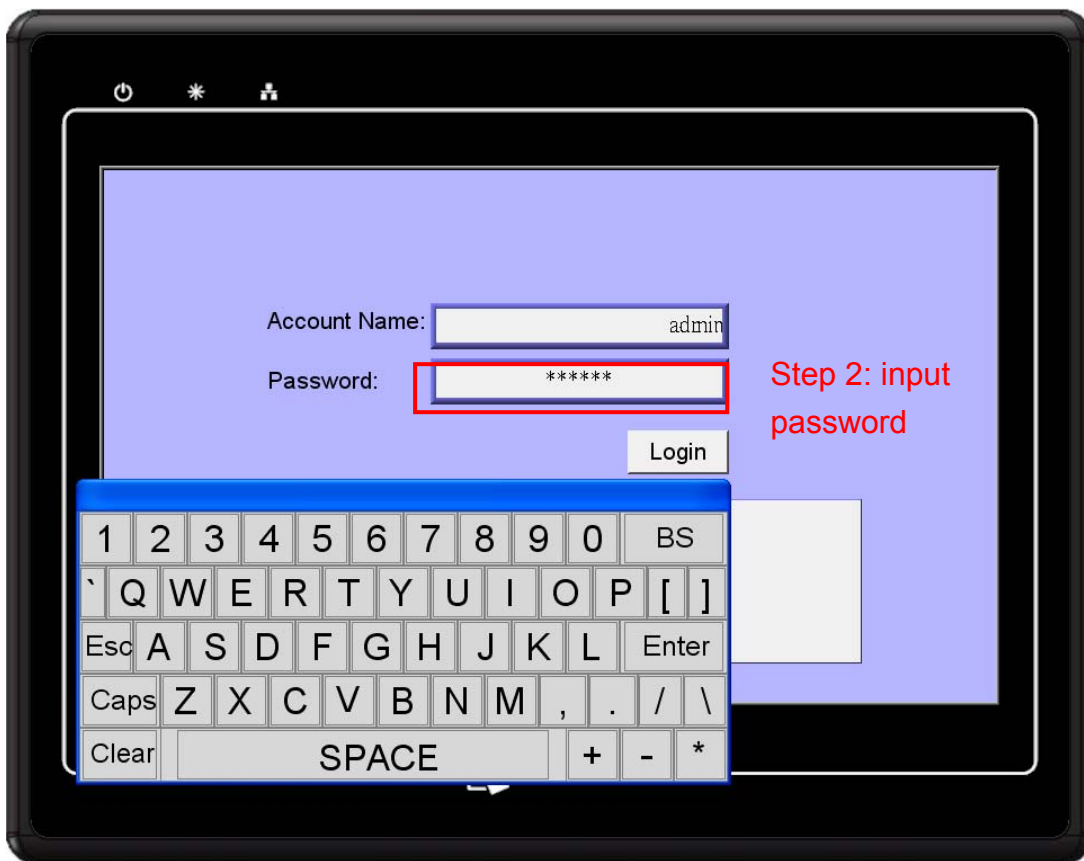 Account Name: admin
Password: ******
Step 2: input
password
Login
1 2 3 4 5 6 7 8 9 0 BS
` Q W E R T Y U I O P [ ]
Esc A S D F G H J K L Enter
Caps Z X C V B N M , . / \
Clear SPACE + - *